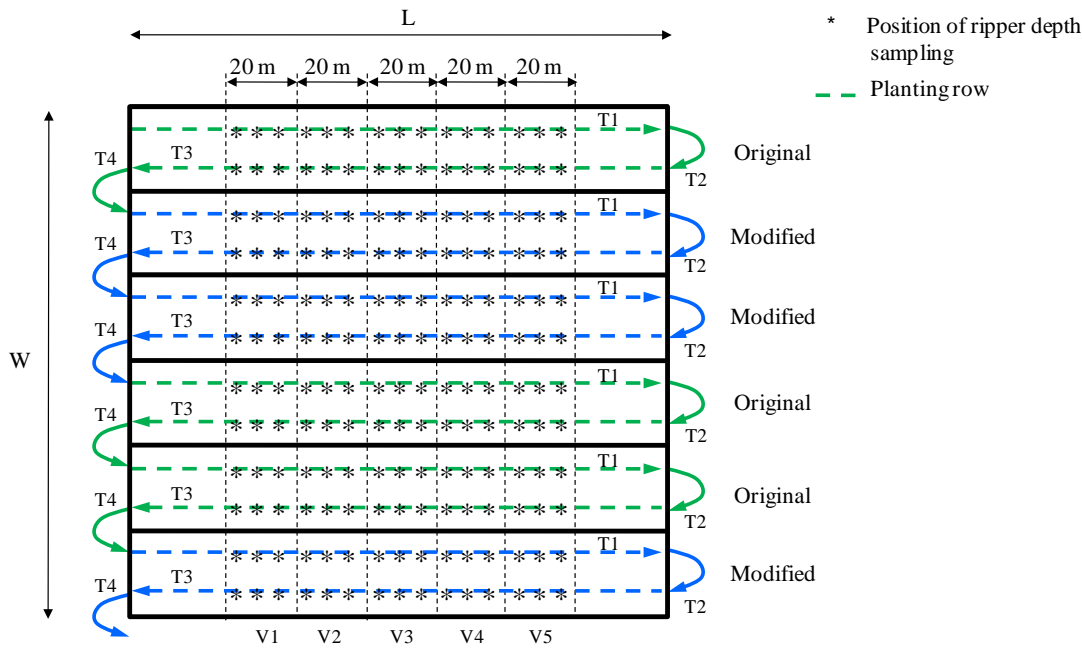 L
* Position of ripper depth
sampling
Planting row
20 m 20 m 20 m 20 m 20 m
W
T1
T4 T3 T2 Original
T1
T4 T3 T2 Modified
T1
T4 T3 T2 Modified
T1
T4 T3 T2 Original
T1
T4 T3 T2 Original
T1
T4 T3 T2 Modified
V1 V2 V3 V4 V5